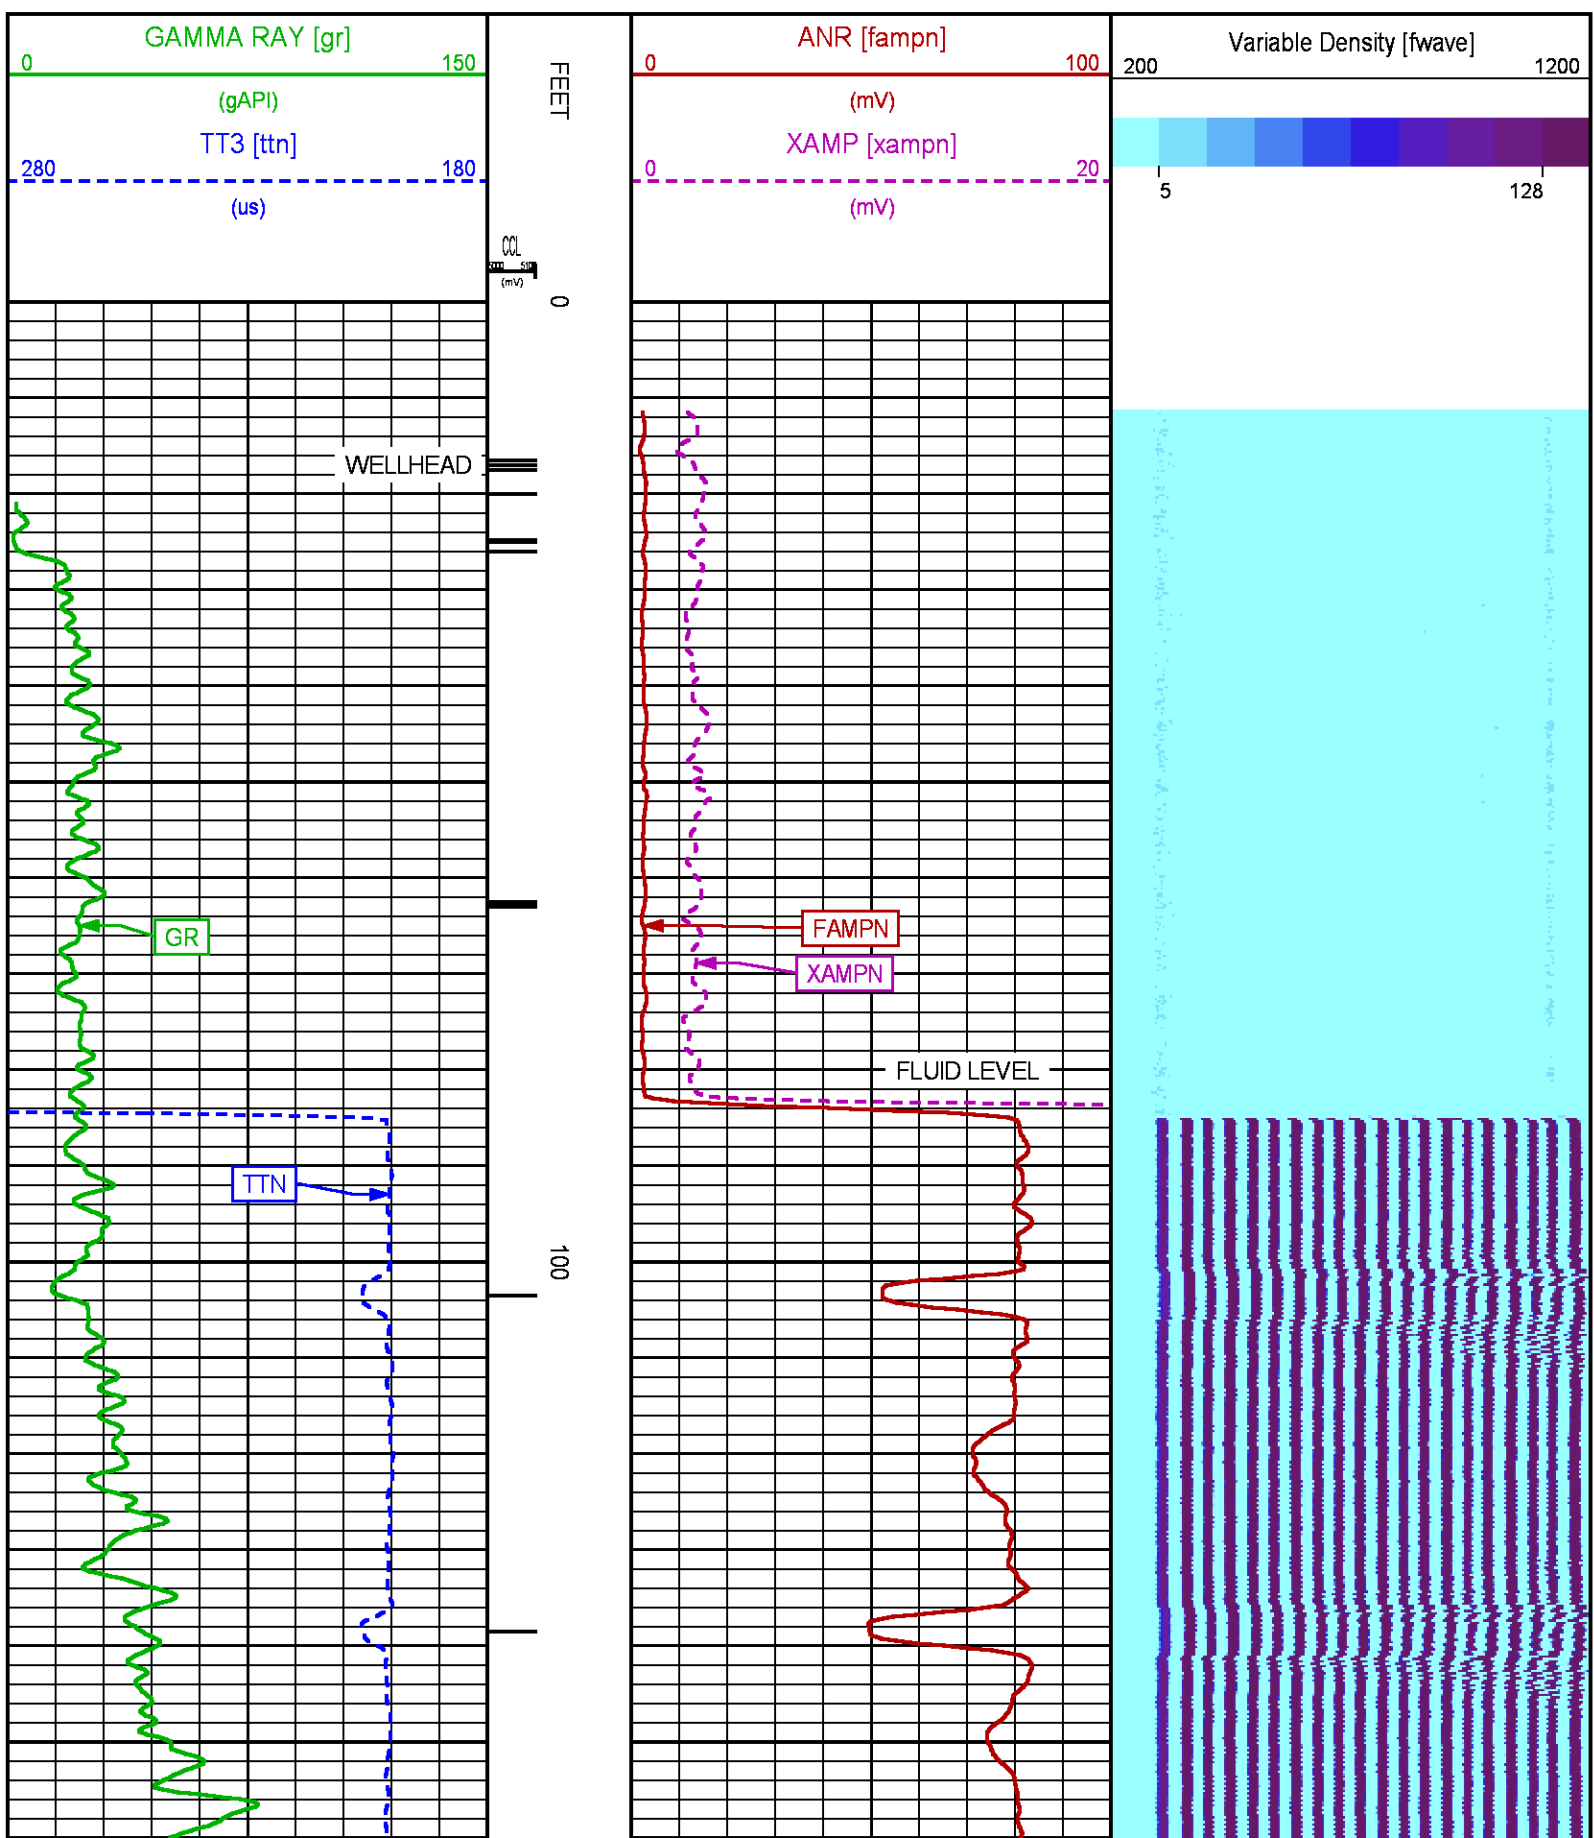 GAMMA RAY [gr]
0 150
(gAPI)
TT3 [ttn]
280 180
(us)
FEET
CCL
(mV)
ANR [fampn]
0 100
(mV)
XAMP [xampn]
0 20
(mV)
Variable Density [fwave]
200 1200
5 128
0
WELLHEAD
GR
FAMPN
XAMPN
FLUID LEVEL
TTN
100